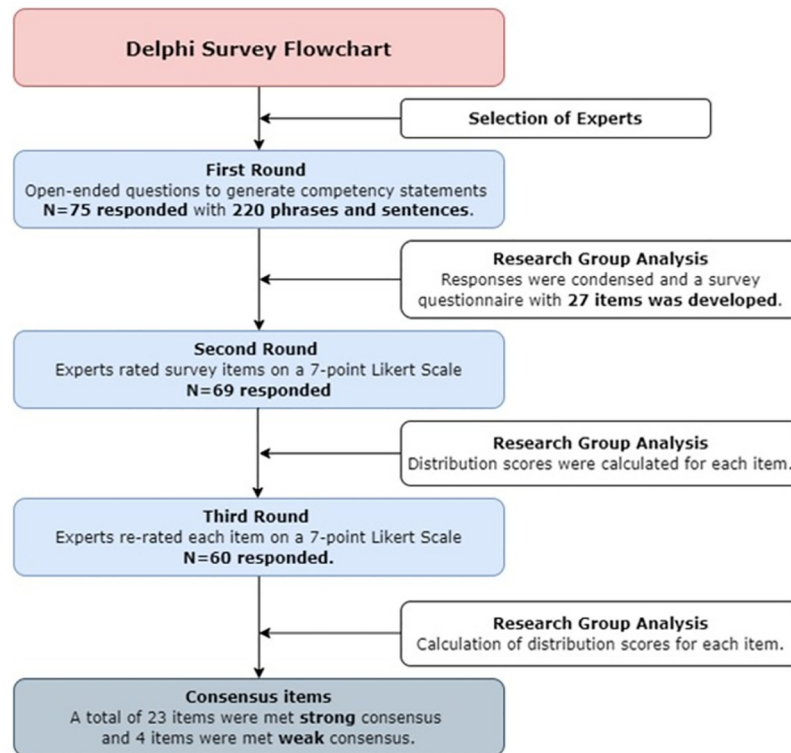 Delphi Survey Flowchart
Selection of Experts
First Round
Open-ended questions to generate competency statements
N=75 responded with 220 phrases and sentences.
Research Group Analysis
Responses were condensed and a survey
questionnaire with 27 items was developed.
Second Round
Experts rated survey items on a 7-point Likert Scale
N=69 responded
Research Group Analysis
Distribution scores were calculated for each item.
Third Round
Experts re-rated each item on a 7-point Likert Scale
N=60 responded.
Research Group Analysis
Calculation of distribution scores for each item.
Consensus items
A total of 23 items were met strong consensus
and 4 items were met weak consensus.